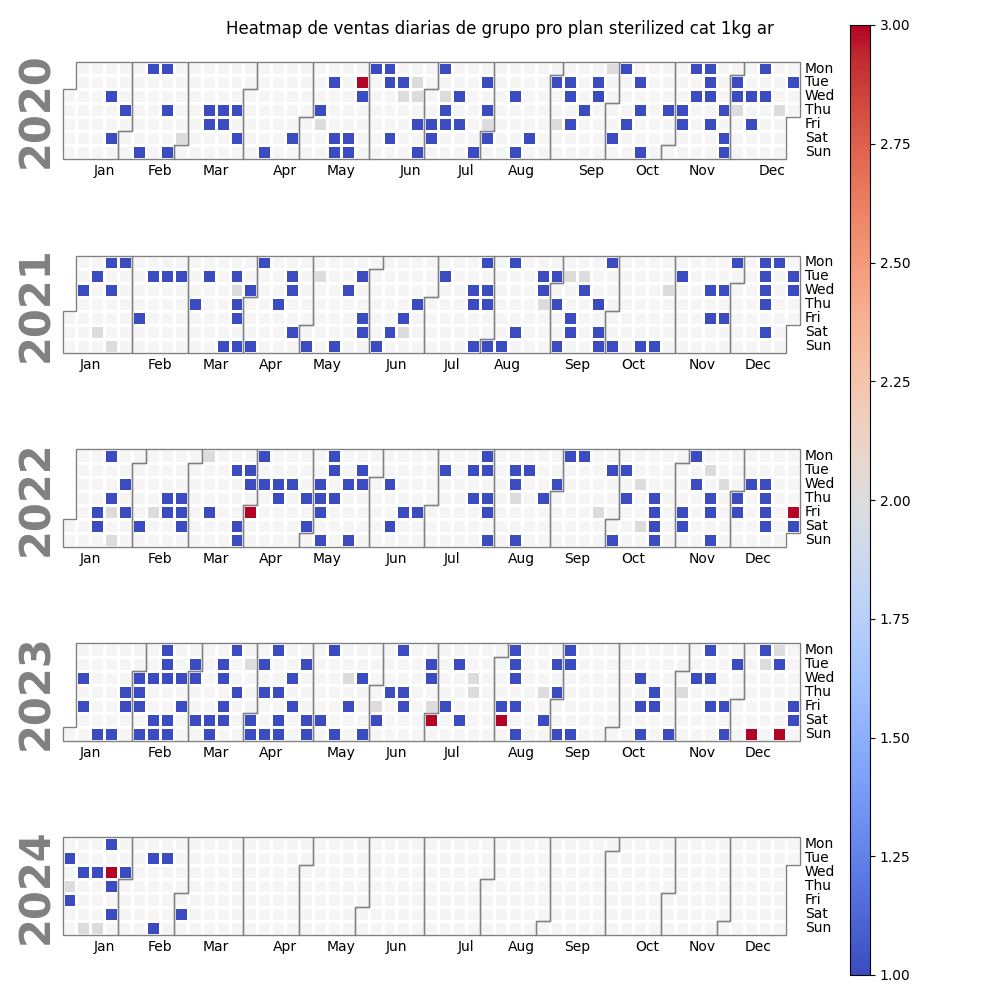 Heatmap de ventas diarias de grupo pro plan sterilized cat 1kg ar
2020
Mon
Tue
Wed
Thu
Fri
Sat
Sun
Jan Feb Mar Apr May Jun Jul Aug Sep Oct Nov Dec
2021
Mon
Tue
Wed
Thu
Fri
Sat
Sun
Jan Feb Mar Apr May Jun Jul Aug Sep Oct Nov Dec
2022
Mon
Tue
Wed
Thu
Fri
Sat
Sun
Jan Feb Mar Apr May Jun Jul Aug Sep Oct Nov Dec
2023
Mon
Tue
Wed
Thu
Fri
Sat
Sun
Jan Feb Mar Apr May Jun Jul Aug Sep Oct Nov Dec
2024
Mon
Tue
Wed
Thu
Fri
Sat
Sun
Jan Feb Mar Apr May Jun Jul Aug Sep Oct Nov Dec
3.00
2.75
2.50
2.25
2.00
1.75
1.50
1.25
1.00